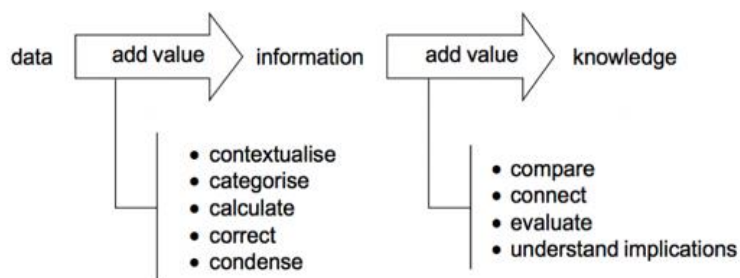 data add value information add value knowledge
• contextualise
• categorise
• calculate
• correct
• condense
• compare
• connect
• evaluate
• understand implications